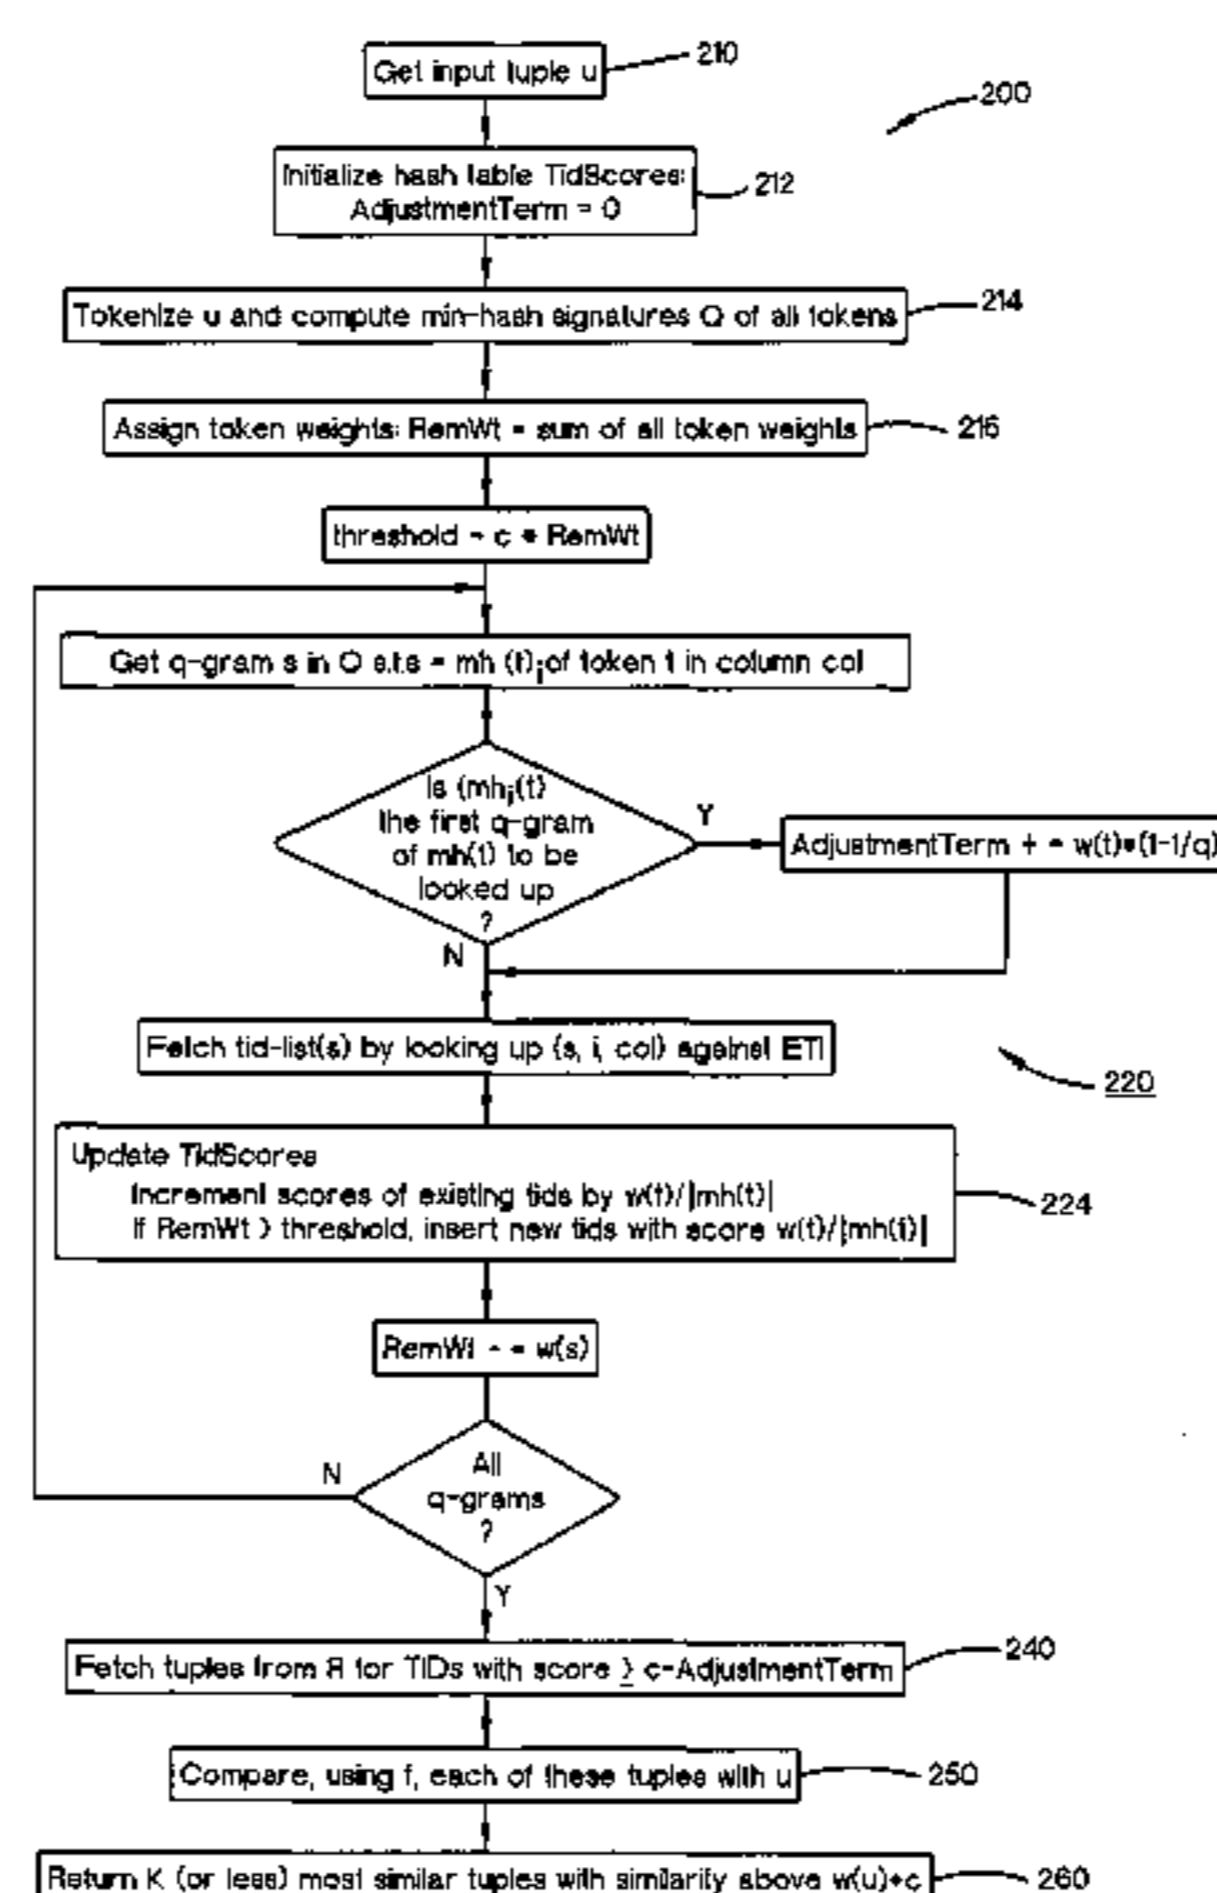 Get input tuple u
210
200
Initialize hash table TidScores:
AdjustmentTerm = 0
212
Tokenize u and compute min-hash signatures Q of all tokens
214
Assign token weights: RemWt = sum of all token weights
216
threshold = c * RemWt
Get q-gram s in Q s.t.s = mh (t)i of token t in column col
Is (mhi(t)
the first q-gram
of mh(t) to be
looked up
?
Y
AdjustmentTerm + = w(t)*(1-1/q)
N
Fetch tid-list(s) by looking up (s, i, col) against ETI
220
Update TidScores
Increment scores of existing tids by w(t)/|mh(t)|
If RemWt > threshold, insert new tids with score w(t)/|mh(t)|
224
RemWt - = w(s)
All
q-grams
?
N
Y
Fetch tuples from R for TIDs with score ≥ c-AdjustmentTerm
240
Compare, using f, each of these tuples with u
250
Return K (or less) most similar tuples with similarity above w(u)*c
260